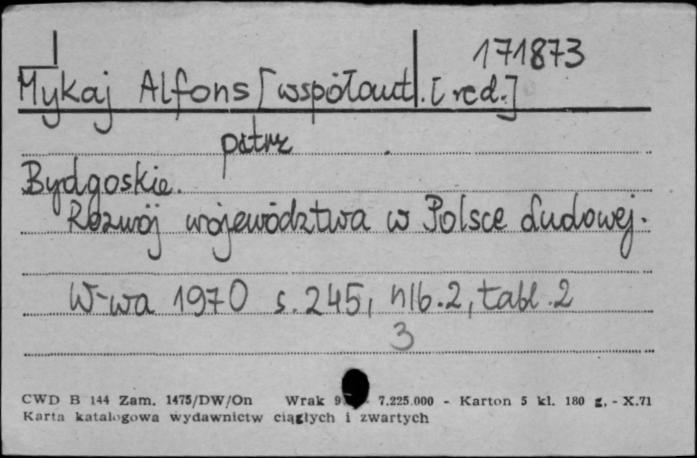 171873
Mykaj Alfons [współaut.[red.]
patrz
Bydgoskie.
Rozwój województwa w Polsce Ludowej.
W-wa 1970 s. 245, nlb. 2, tabl. 2
3
CWD B 144 Zam. 1475/DW/On Wrak 7.225.000 - Karton 5 kl. 180 g. - X.71
Karta katalogowa wydawnictw ciągłych i zwartych